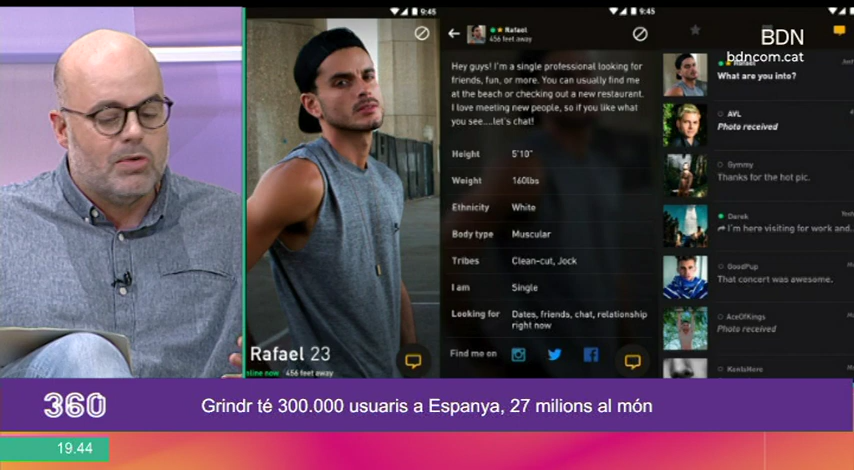 9:45
Rafael 23
online now 456 feet away
9:45
Rafael
456 feet away
Hey guys! I'm a single professional looking for
friends, fun, or more. You can usually find me
at the beach or checking out a new restaurant.
I love meeting new people, so if you like what
you see....let's chat!
Height 5'10"
Weight 160lbs
Ethnicity White
Body type Muscular
Tribes Clean-cut, Jock
I am Single
Looking for Dates, friends, chat, relationship
right now
Find me on
BDN
bdncom.cat
Rafael
What are you into?
AVL
Photo received
Gymmy
Thanks for the hot pic.
Derek
I'm here visiting for work and...
GoodPup
That concert was awesome.
AceOfKings
Photo received
KenIsHere
360
Grindr té 300.000 usuaris a Espanya, 27 milions al món
19.44